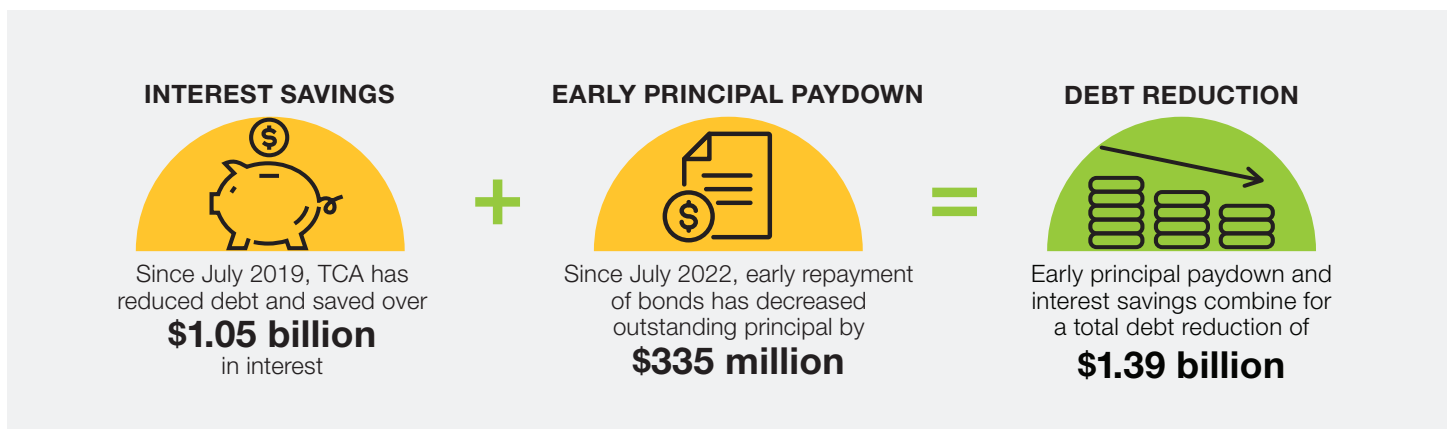 INTEREST SAVINGS
$
Since July 2019, TCA has
reduced debt and saved over
$1.05 billion
in interest
+
EARLY PRINCIPAL PAYDOWN
$
Since July 2022, early repayment
of bonds has decreased
outstanding principal by
$335 million
=
DEBT REDUCTION
Early principal paydown and
interest savings combine for
a total debt reduction of
$1.39 billion